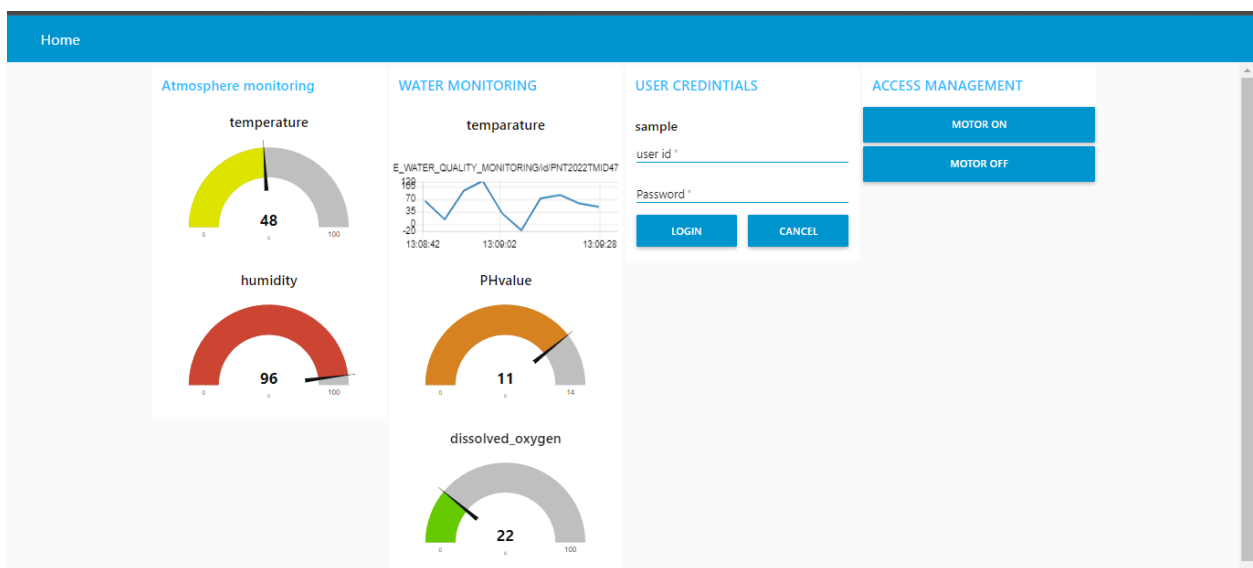 Home
Atmosphere monitoring
temperature
48
0
c
100
humidity
96
0
c
100
WATER MONITORING
temparature
E_WATER_QUALITY_MONITORING/id/PNT2022TMID47
70
35
0
-20
13:08:42 13:09:02 13:09:28
PHvalue
11
0
14
dissolved_oxygen
22
0
100
USER CREDINTIALS
sample
user id *
Password *
LOGIN CANCEL
ACCESS MANAGEMENT
MOTOR ON
MOTOR OFF